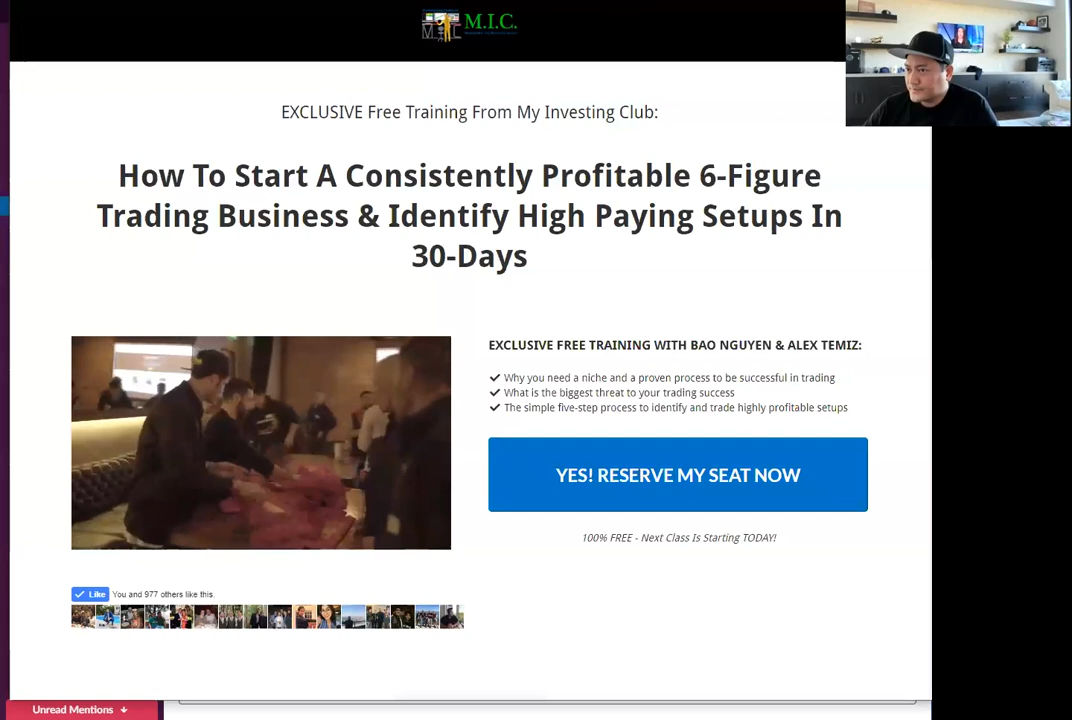 M.I.C.
EXCLUSIVE Free Training From My Investing Club:
How To Start A Consistently Profitable 6-Figure
Trading Business & Identify High Paying Setups In
30-Days
EXCLUSIVE FREE TRAINING WITH BAO NGUYEN & ALEX TEMIZ:
Why you need a niche and a proven process to be successful in trading
What is the biggest threat to your trading success
The simple five-step process to identify and trade highly profitable setups
YES! RESERVE MY SEAT NOW
100% FREE - Next Class Is Starting TODAY!
Like You and 977 others like this.
Unread Mentions